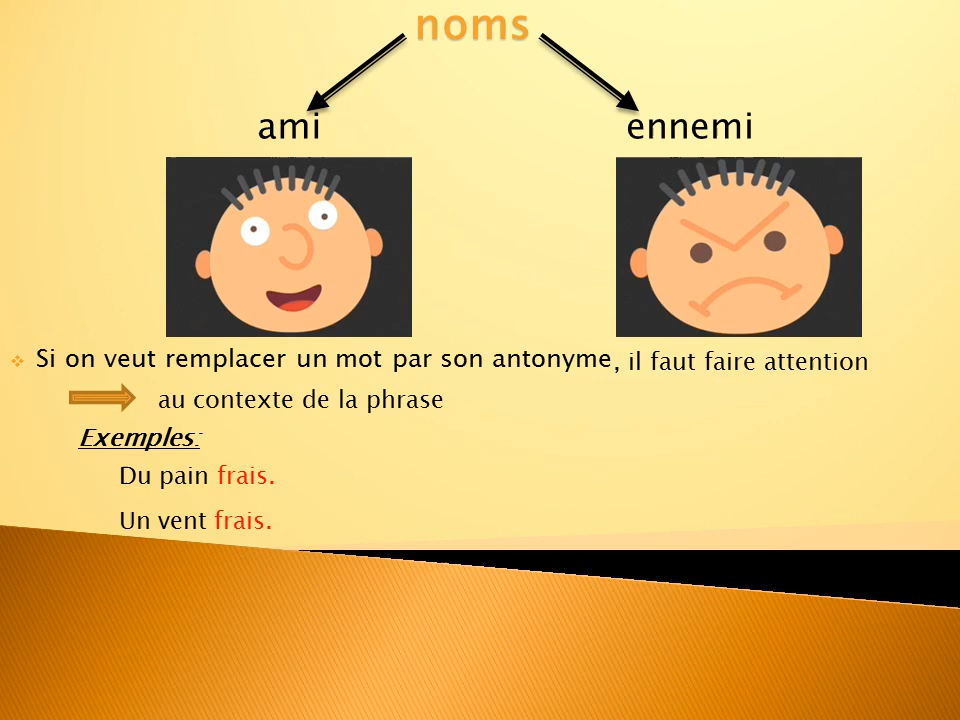 noms
ami ennemi
Si on veut remplacer un mot par son antonyme, il faut faire attention
au contexte de la phrase
Exemples:
Du pain frais.
Un vent frais.